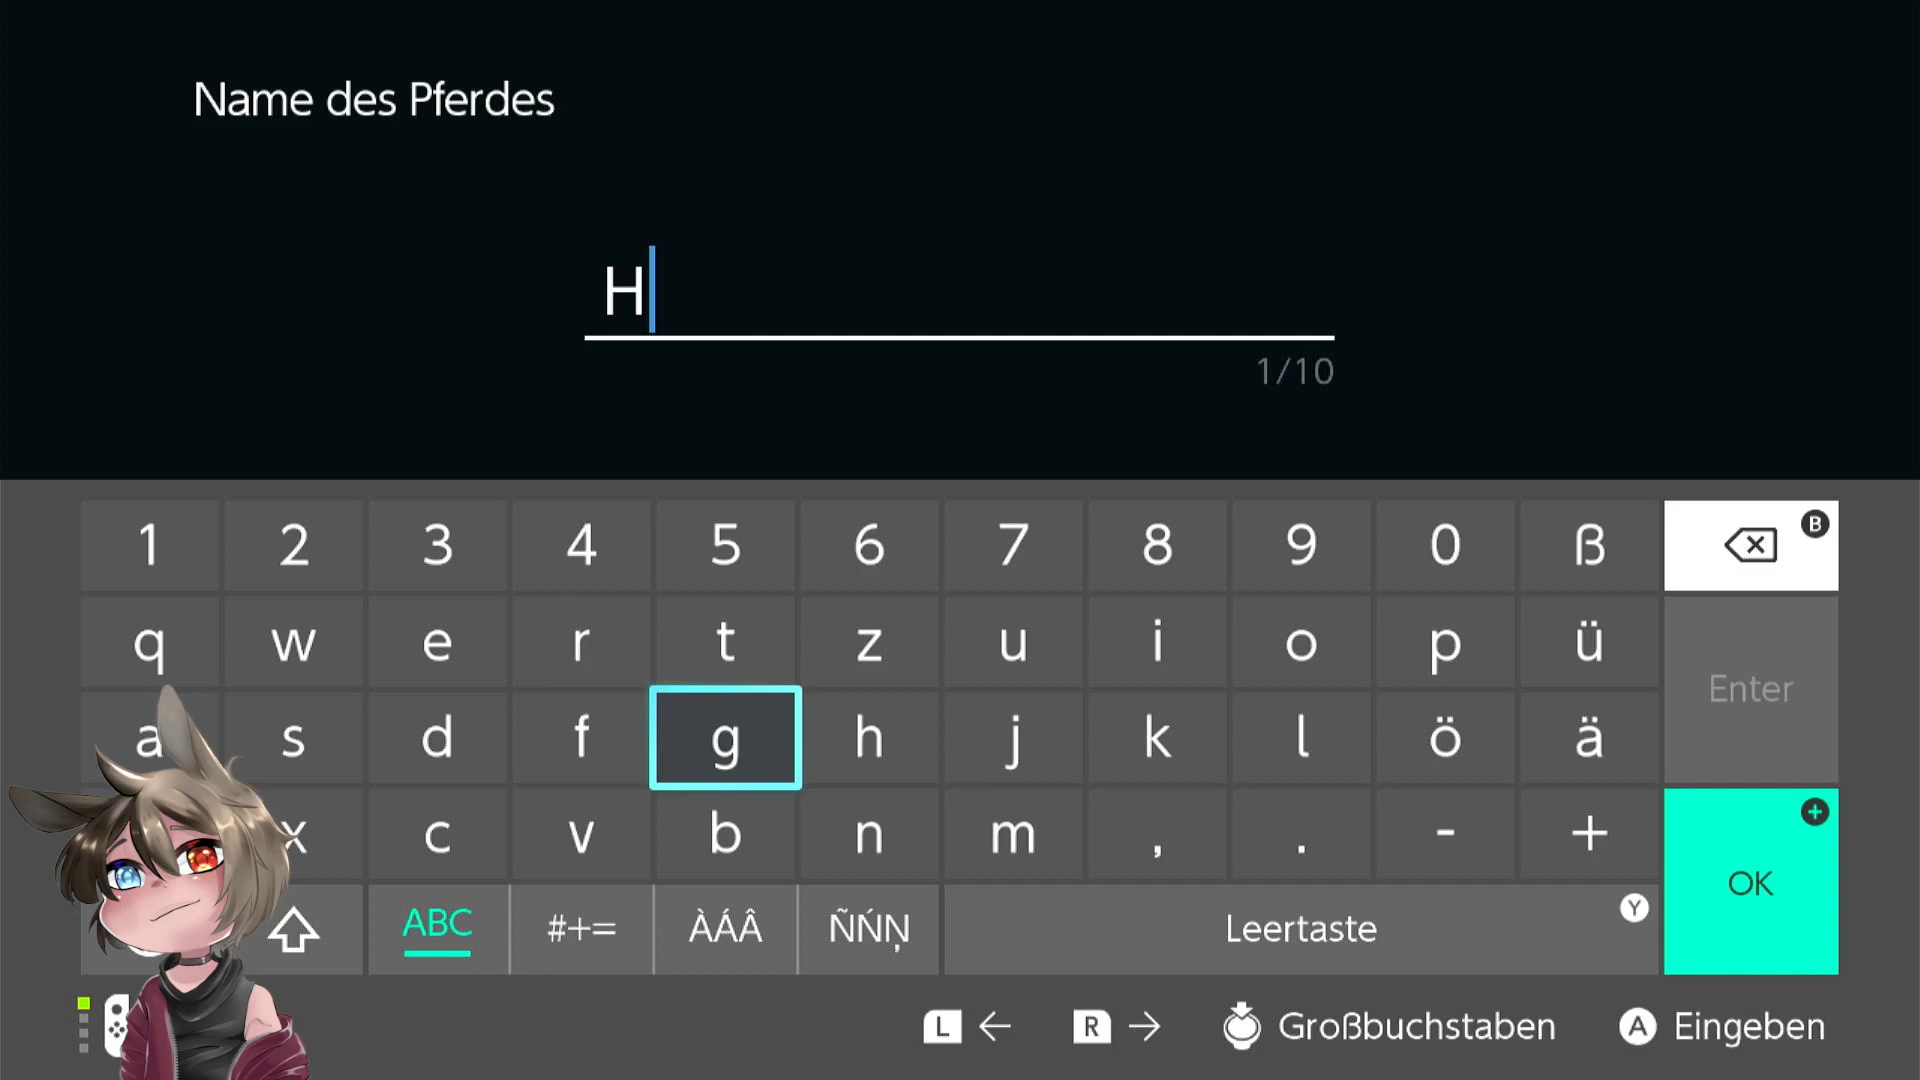 Name des Pferdes
H
1/10
1 2 3 4 5 6 7 8 9 0 ß B
q w e r t z u i o p ü
Enter
a s d f g h j k l ö ä
x c v b n m , . - +
OK
ABC #+= ÀÁÂ ÑŃŅ Leertaste Y
L ← R → Großbuchstaben A Eingeben